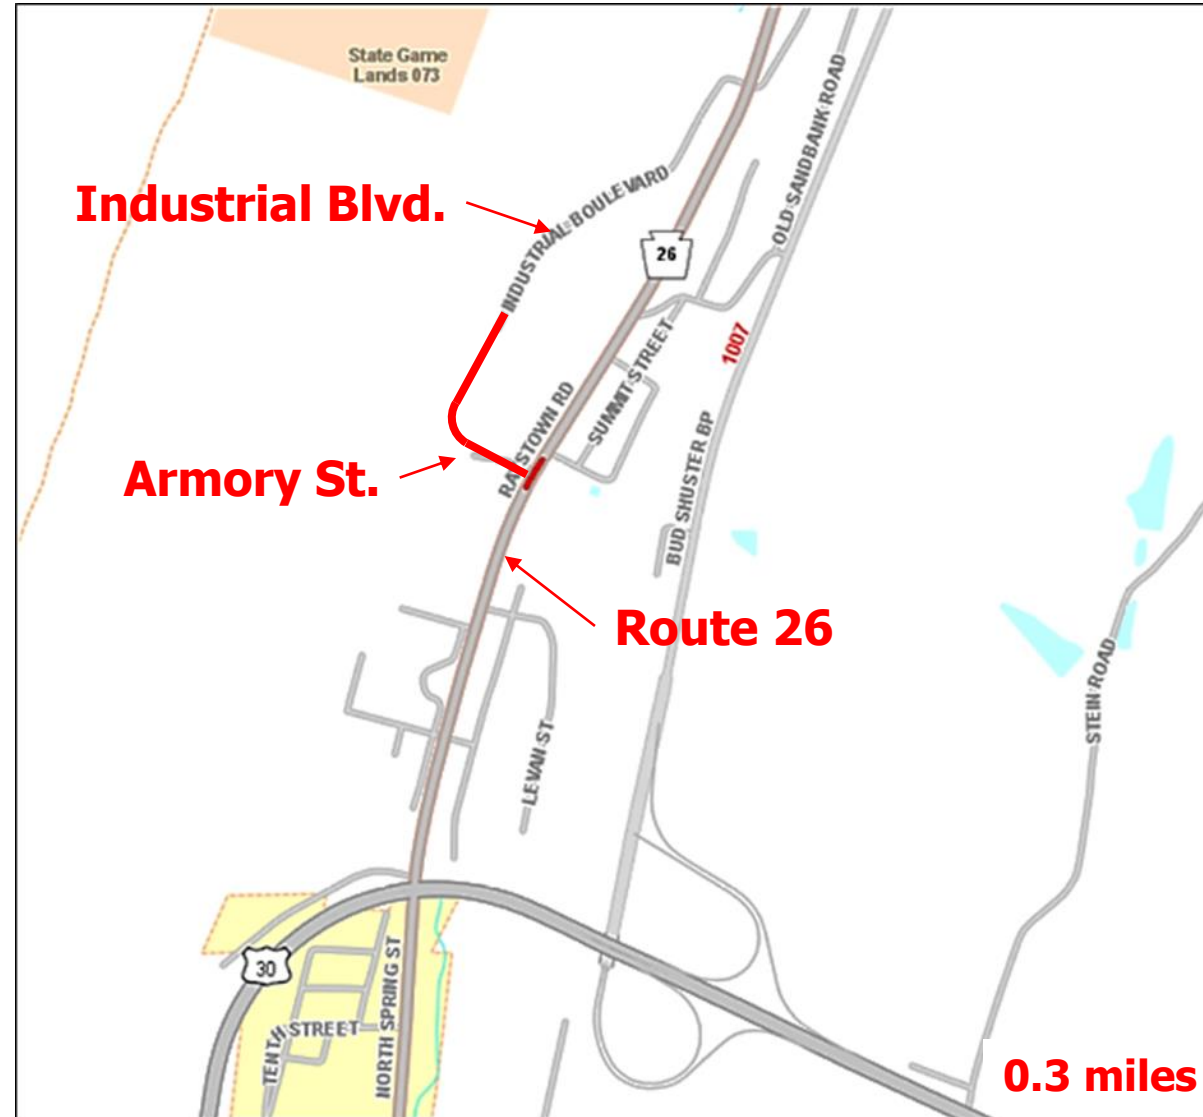 State Game
Lands 073
OLD SANDBANK ROAD
Industrial Blvd.
INDUSTRIAL BOULEVARD
26
1007
SUMMIT STREET
RAYSTOWN RD
Armory St.
BUD SHUSTER BP
Route 26
STEIN ROAD
LEVAN ST
30
NORTH SPRING ST
TENTH STREET
0.3 miles